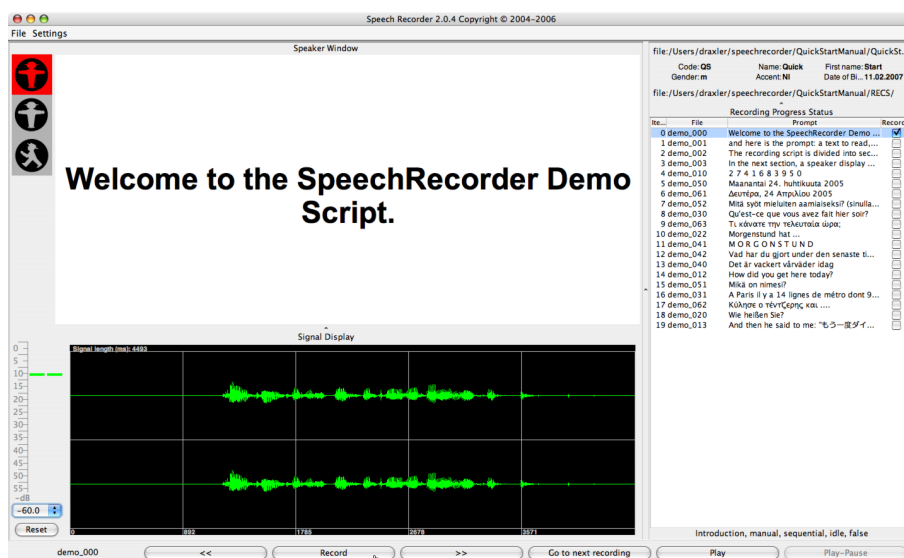 Speech Recorder 2.0.4 Copyright © 2004-2006
File Settings
Speaker Window
Welcome to the SpeechRecorder Demo
Script.
Signal Display
Signal length (ms): 4493
0
5
10
15
20
25
30
35
40
45
50
55
-dB
-60.0
Reset
0 892 1785 2678 3571
file:/Users/draxler/speechrecorder/QuickStartManual/QuickSt..
Code: QS Name: Quick First name: Start
Gender: m Accent: NI Date of Bi... 11.02.2007
file:/Users/draxler/speechrecorder/QuickStartManual/RECS/
Recording Progress Status
Ite... File Prompt Record
0 demo_000 Welcome to the SpeechRecorder Demo ...
1 demo_001 and here is the prompt: a text to read,...
2 demo_002 The recording script is divided into sec...
3 demo_003 In the next section, a speaker display ...
4 demo_010 2 7 4 1 6 8 3 9 5 0
5 demo_050 Maanantai 24. huhtikuuta 2005
6 demo_061 Δευτέρα, 24 Απριλίου 2005
7 demo_052 Mitä syöt mieluiten aamiaiseksi? (sinulla...
8 demo_030 Qu'est-ce que vous avez fait hier soir?
9 demo_063 Τι κάνατε την τελευταία ώρα;
10 demo_022 Morgenstund hat ...
11 demo_041 M O R G O N S T U N D
12 demo_042 Vad har du gjort under den senaste ti...
13 demo_040 Det är vackert vårväder idag
14 demo_012 How did you get here today?
15 demo_051 Mikä on nimesi?
16 demo_031 A Paris il y a 14 lignes de métro dont 9...
17 demo_062 Κύλησε ο τέντζερης και ....
18 demo_020 Wie heißen Sie?
19 demo_013 And then he said to me: "もう一度ダイ...
Introduction, manual, sequential, idle, false
demo_000 << Record >> Go to next recording Play Play-Pause